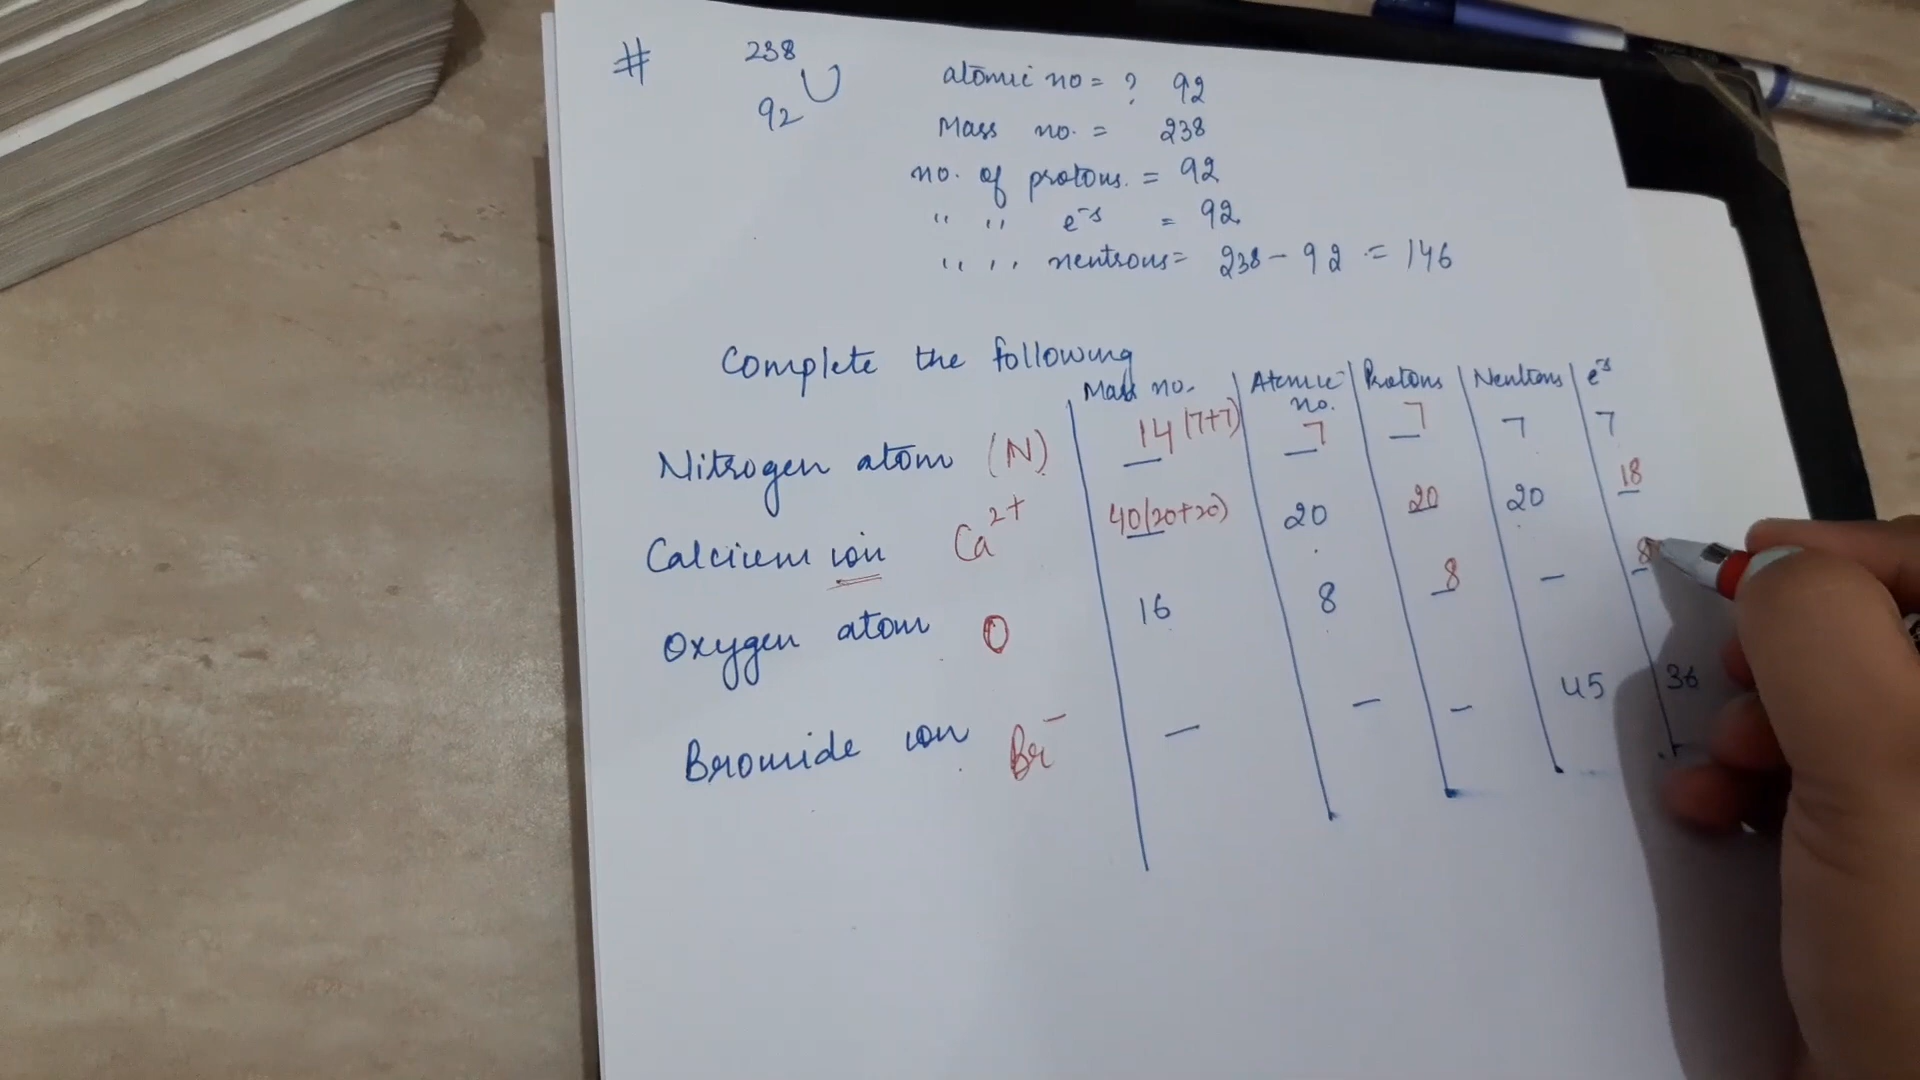 #
238
92 U
atomic no = ? 92
Mass no. = 238
no. of protons. = 92
" " e⁻s = 92
" " neutrons = 238 - 92 = 146
Complete the following
Mass no. | Atomic no. | Protons | Neutrons | e⁻s
Nitrogen atom (N) 14 (7+7) 7 7 7 7
Calcium ion Ca²⁺ 40(20+20) 20 20 20 18
Oxygen atom O 16 8 8 — 8
Bromide ion Br⁻ — — — 45 36